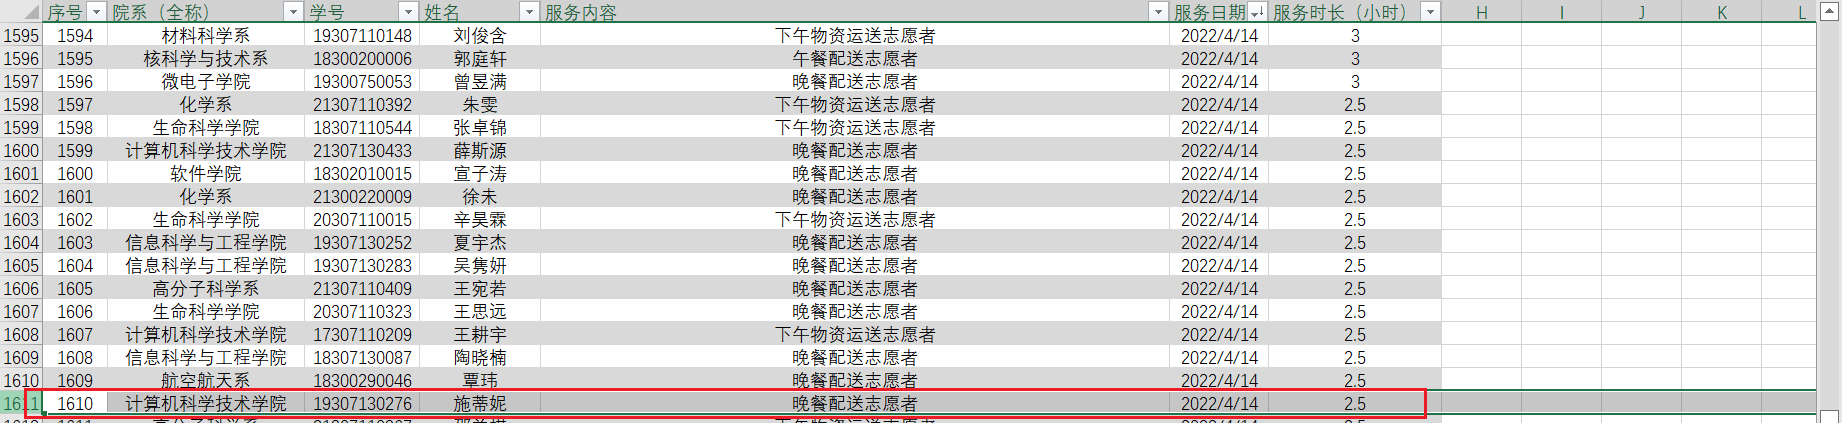 序号 院系（全称） 学号 姓名 服务内容 服务日期 服务时长（小时） H I J K L
1595 1594 材料科学系 19307110148 刘俊含 下午物资运送志愿者 2022/4/14 3
1596 1595 核科学与技术系 18300200006 郭庭轩 午餐配送志愿者 2022/4/14 3
1597 1596 微电子学院 19300750053 曾昱满 晚餐配送志愿者 2022/4/14 3
1598 1597 化学系 21307110392 朱雯 下午物资运送志愿者 2022/4/14 2.5
1599 1598 生命科学学院 18307110544 张卓锦 下午物资运送志愿者 2022/4/14 2.5
1600 1599 计算机科学技术学院 21307130433 薛斯源 晚餐配送志愿者 2022/4/14 2.5
1601 1600 软件学院 18302010015 宣子涛 晚餐配送志愿者 2022/4/14 2.5
1602 1601 化学系 21300220009 徐未 晚餐配送志愿者 2022/4/14 2.5
1603 1602 生命科学学院 20307110015 辛昊霖 下午物资运送志愿者 2022/4/14 2.5
1604 1603 信息科学与工程学院 19307130252 夏宇杰 晚餐配送志愿者 2022/4/14 2.5
1605 1604 信息科学与工程学院 19307130283 吴隽妍 晚餐配送志愿者 2022/4/14 2.5
1606 1605 高分子科学系 21307110409 王宛若 晚餐配送志愿者 2022/4/14 2.5
1607 1606 生命科学学院 20307110323 王思远 晚餐配送志愿者 2022/4/14 2.5
1608 1607 计算机科学技术学院 17307110209 王耕宇 下午物资运送志愿者 2022/4/14 2.5
1609 1608 信息科学与工程学院 18307130087 陶晓楠 晚餐配送志愿者 2022/4/14 2.5
1610 1609 航空航天系 18300290046 覃玮 晚餐配送志愿者 2022/4/14 2.5
1611 1610 计算机科学技术学院 19307130276 施蒂妮 晚餐配送志愿者 2022/4/14 2.5